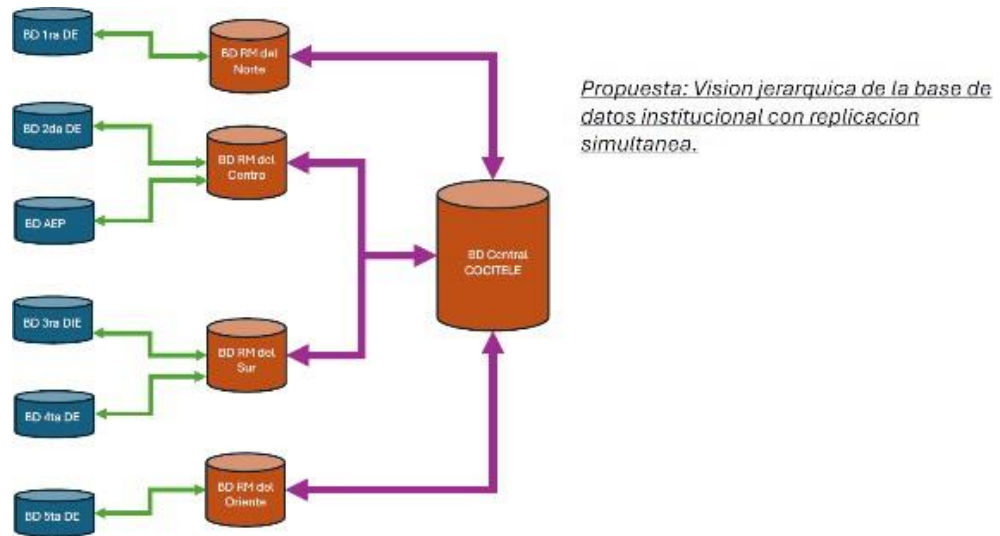 BD 1ra DE
BD RM del
Norte
Propuesta: Vision jerarquica de la base de
datos institucional con replicacion
simultanea.
BD 2da DE
BD RM del
Centro
BD AEP
BD Central
COCITELE
BD 3ra DIE
BD RM del
Sur
BD 4ta DE
BD RM del
Oriente
BD 5ta DE